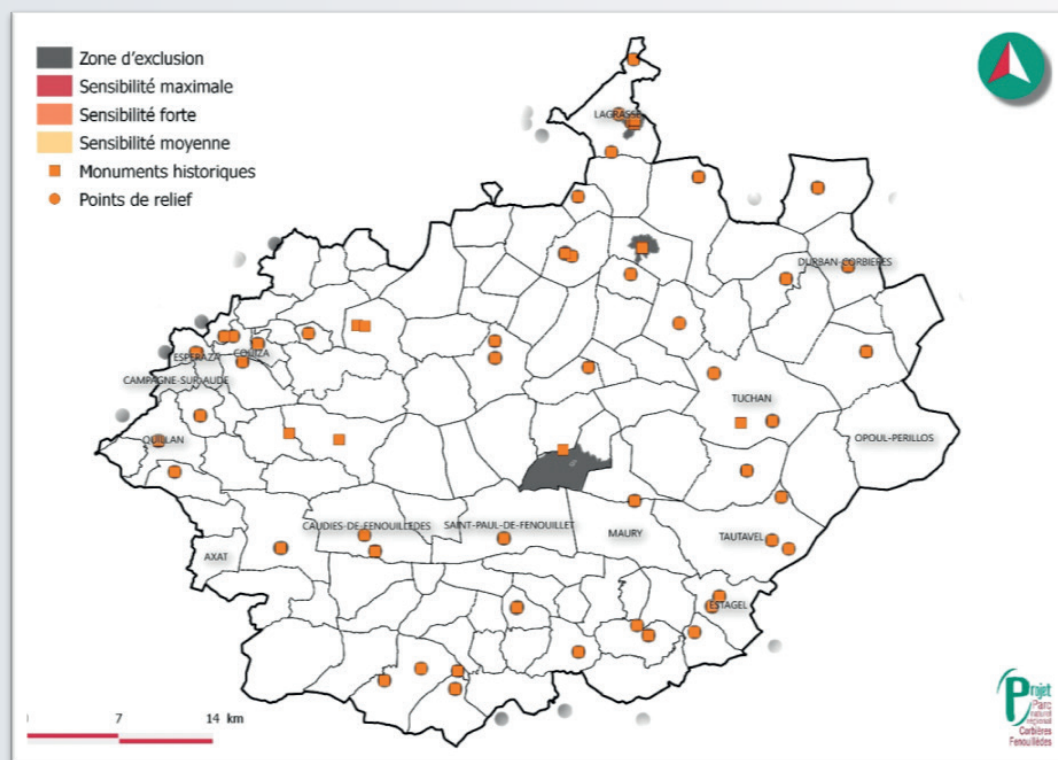 Zone d'exclusion
Sensibilité maximale
Sensibilité forte
Sensibilité moyenne
Monuments historiques
Points de relief
LAGRASSE
DURBAN-CORBIERES
ESPERAZA
COUIZA
CAMPAGNE-SUR-AUDE
QUILLAN
TUCHAN
OPOUL-PERILLOS
CAUDIES-DE-FENOUILLEDES
SAINT-PAUL-DE-FENOUILLET
MAURY
TAUTAVEL
AXAT
ESTAGEL
7 14 km
Projet
Parc
naturel
régional
Corbières
Fenouillèdes